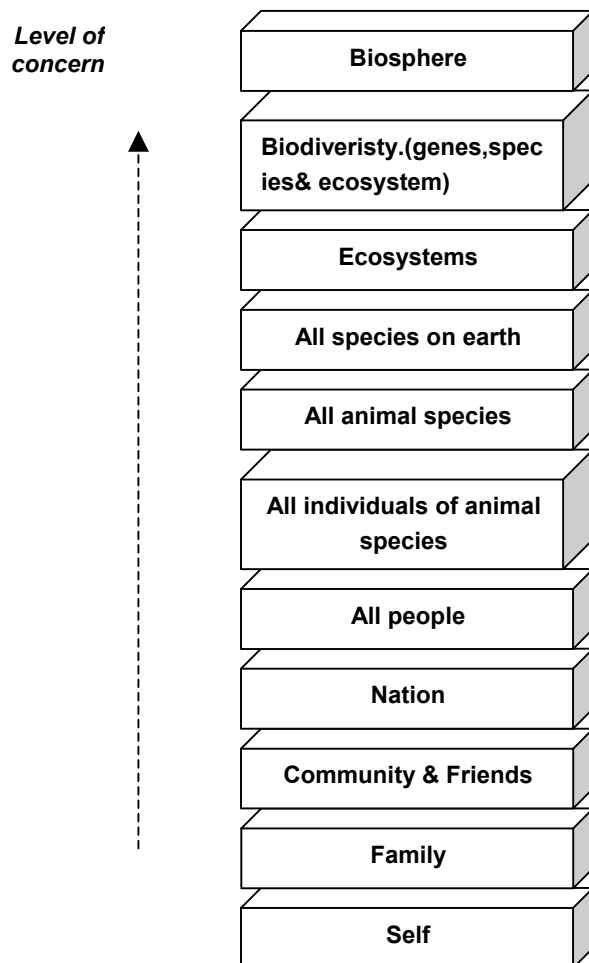 Level of
concern
Biosphere
Biodiveristy.(genes,spec
ies& ecosystem)
Ecosystems
All species on earth
All animal species
All individuals of animal
species
All people
Nation
Community & Friends
Family
Self